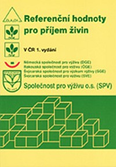 Referenční hodnoty
pro příjem živin
V ČR 1. vydání
Německá společnost pro výživu (DGE)
Rakouská společnost pro výživu (ÖGE)
Švýcarská společnost pro výzkum výživy (SGE)
Švýcarská společnost pro výživu (SVE)
Společnost pro výživu o.s. (SPV)